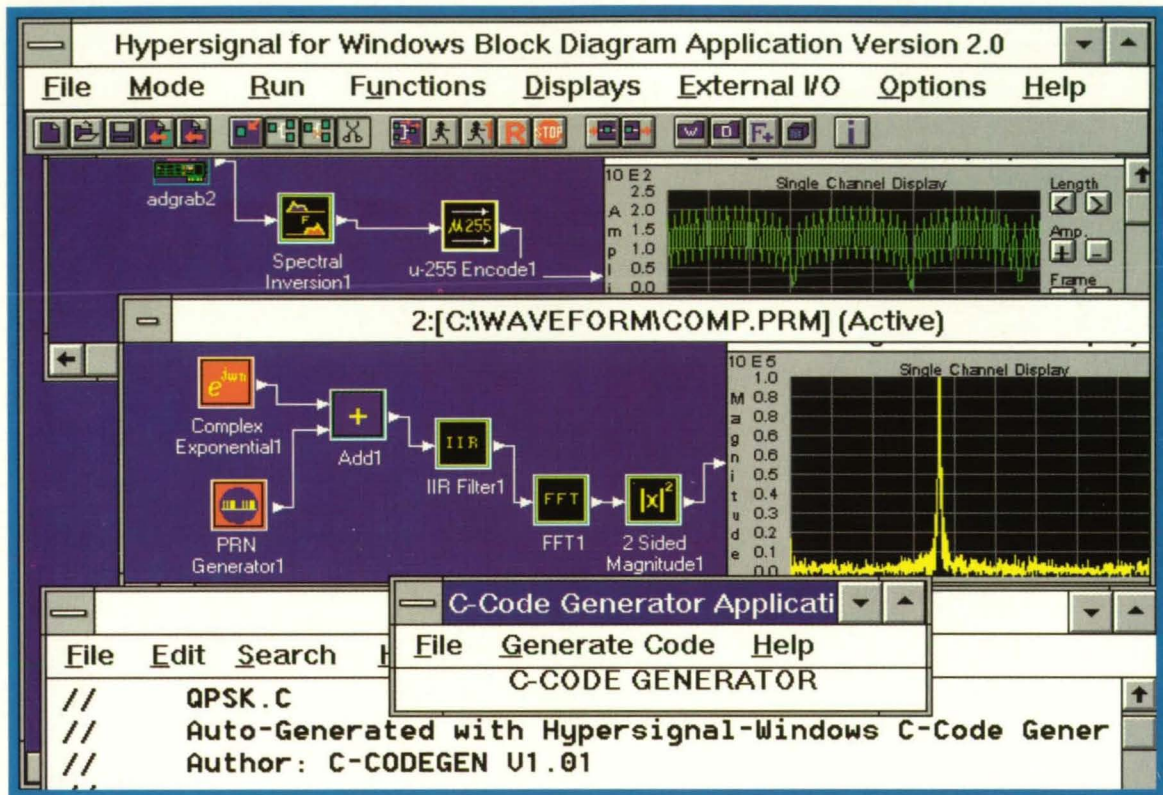 Hypersignal for Windows Block Diagram Application Version 2.0
File Mode Run Functions Displays External I/O Options Help
R STOP W D F+ i
adgrab2
F
Spectral
Inversion1
µ255
u-255 Encode1
10 E2
2.5
2.0
1.5
1.0
0.5
0.0
A
m
p
l
i
Single Channel Display
Length
< >
Amp.
+ -
Frame
2:[C:\WAVEFORM\COMP.PRM] (Active)
e^jwn
Complex
Exponential1
+
Add1
PRN
Generator1
IIR
IIR Filter1
FFT
FFT1
|x|²
2 Sided
Magnitude1
10 E5
1.0
0.8
0.8
0.6
0.5
0.4
0.3
0.2
0.1
0.0
M
a
g
n
i
t
u
d
e
Single Channel Display
C-Code Generator Applicati
File Generate Code Help
C-CODE GENERATOR
File Edit Search
// QPSK.C
// Auto-Generated with Hypersignal-Windows C-Code Gener
// Author: C-CODEGEN V1.01
//